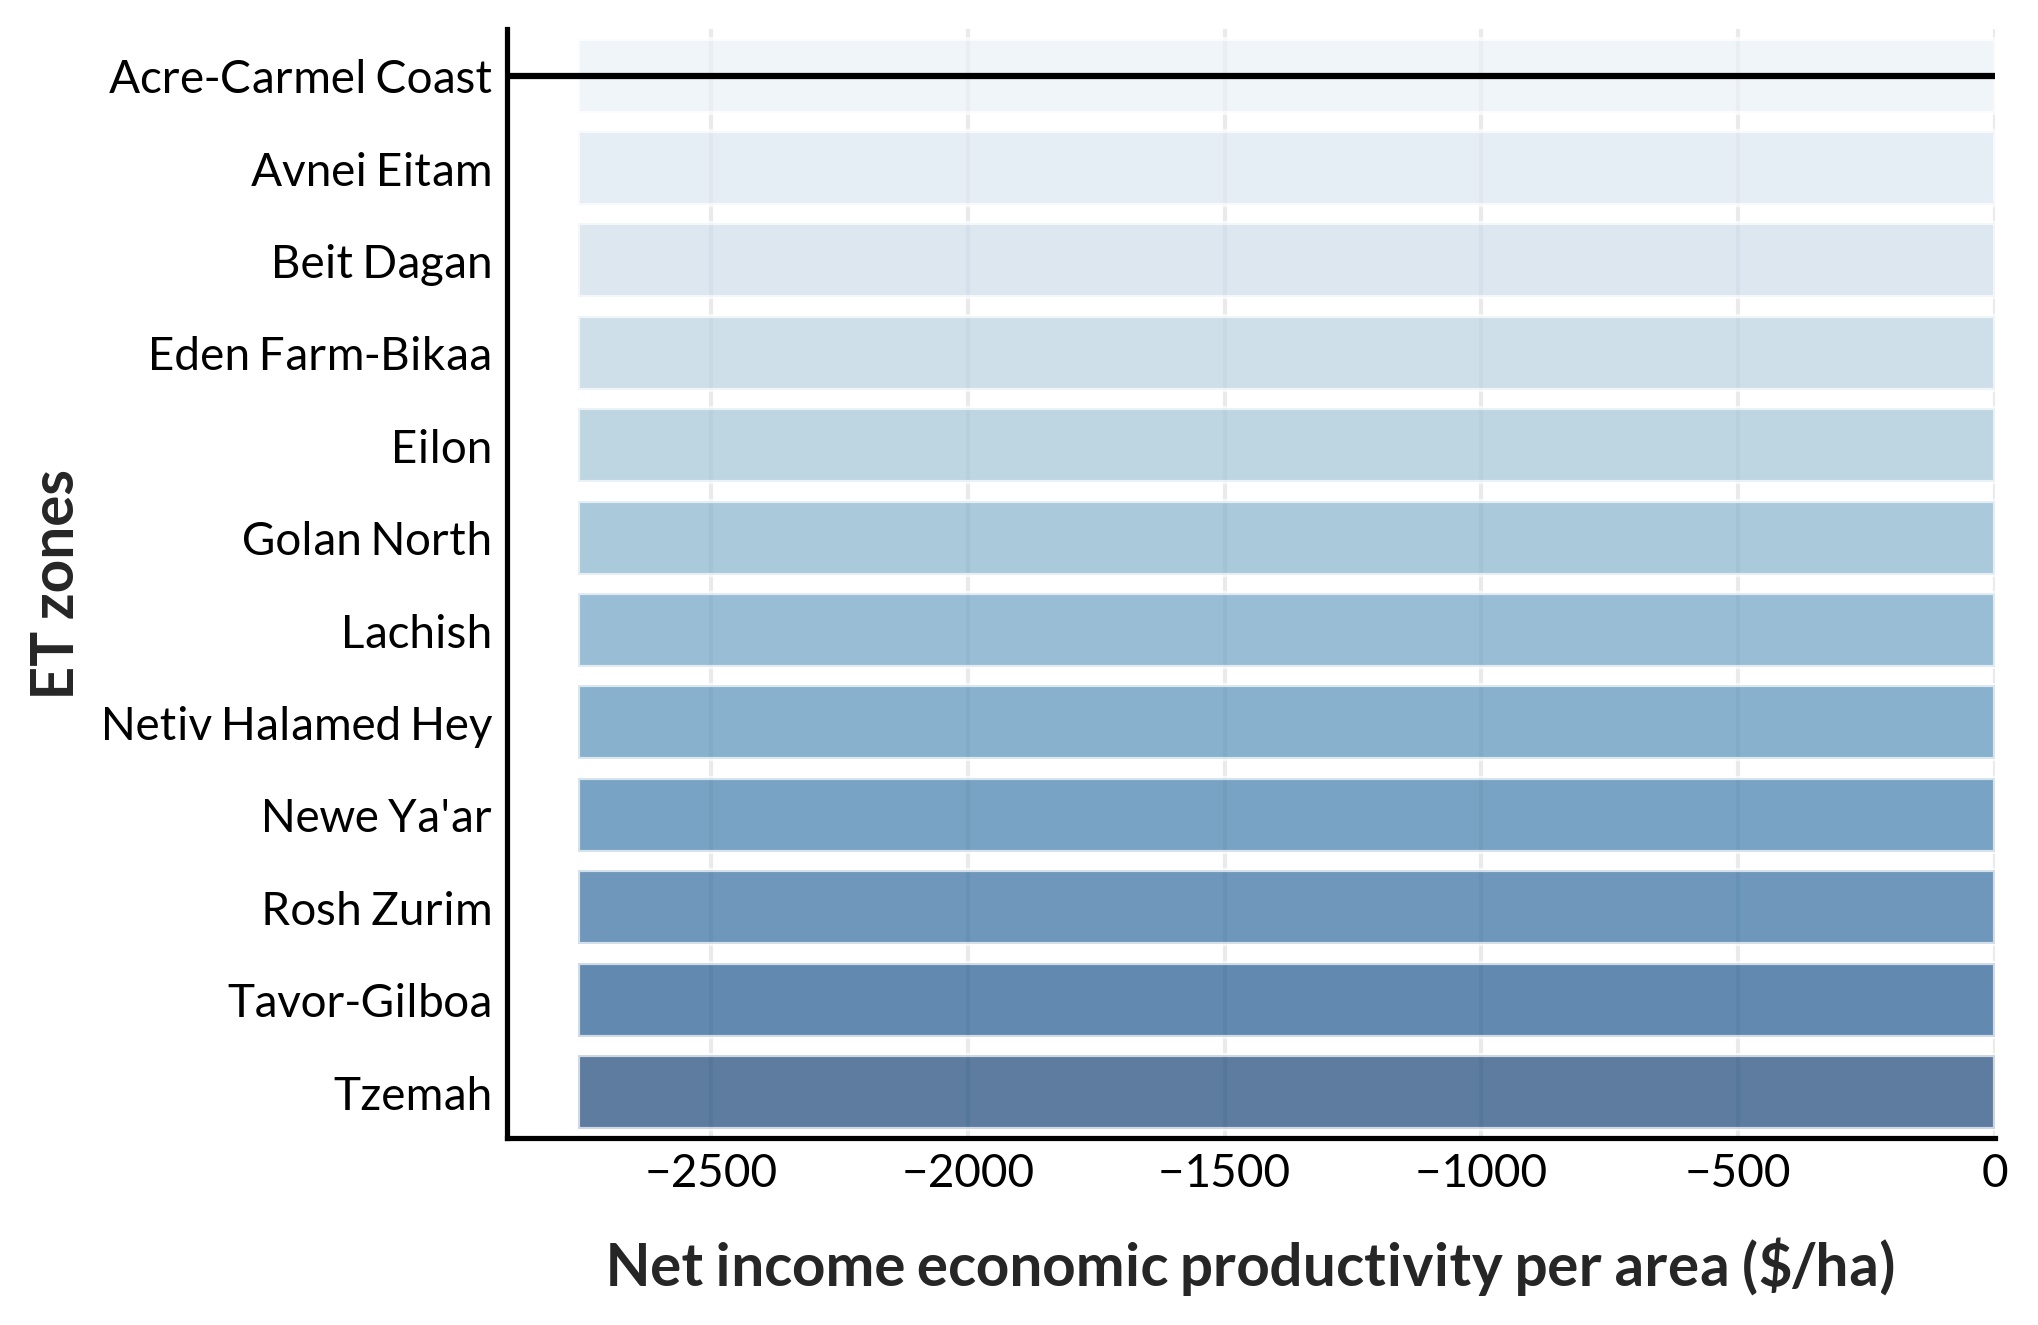 Acre-Carmel Coast
Avnei Eitam
Beit Dagan
Eden Farm-Bikaa
Eilon
Golan North
Lachish
Netiv Halamed Hey
Newe Ya'ar
Rosh Zurim
Tavor-Gilboa
Tzemah
ET zones
−2500 −2000 −1500 −1000 −500 0
Net income economic productivity per area ($/ha)